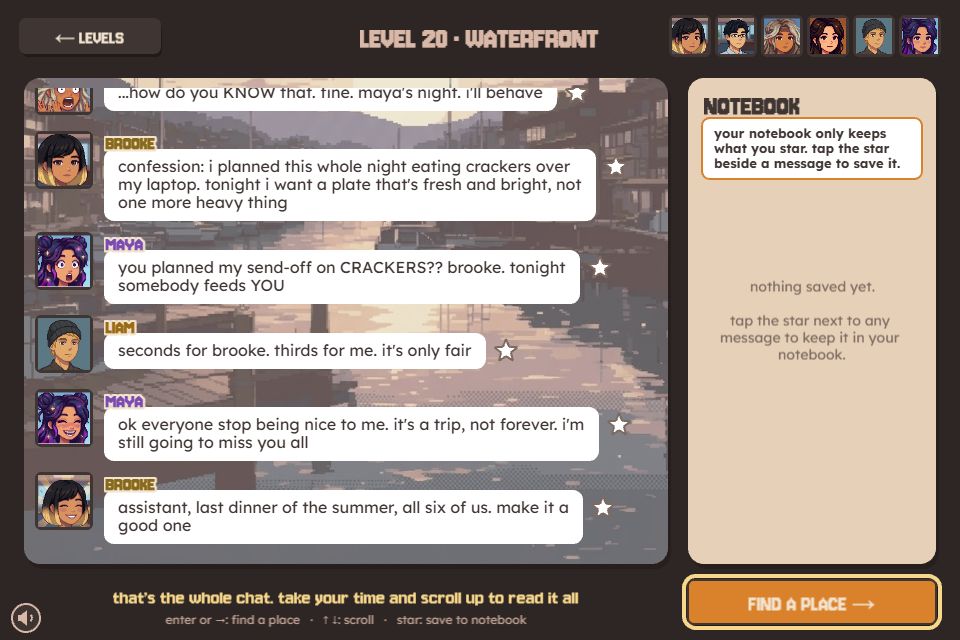 ← LEVELS
LEVEL 20 · WATERFRONT
...how do you KNOW that. fine. maya's night. i'll behave
BROOKE
confession: i planned this whole night eating crackers over
my laptop. tonight i want a plate that's fresh and bright, not
one more heavy thing
MAYA
you planned my send-off on CRACKERS?? brooke. tonight
somebody feeds YOU
LIAM
seconds for brooke. thirds for me. it's only fair
MAYA
ok everyone stop being nice to me. it's a trip, not forever. i'm
still going to miss you all
BROOKE
assistant, last dinner of the summer, all six of us. make it a
good one
that's the whole chat. take your time and scroll up to read it all
enter or →: find a place · ↑ ↓: scroll · star: save to notebook
NOTEBOOK
your notebook only keeps
what you star. tap the star
beside a message to save it.
nothing saved yet.
tap the star next to any
message to keep it in your
notebook.
FIND A PLACE →